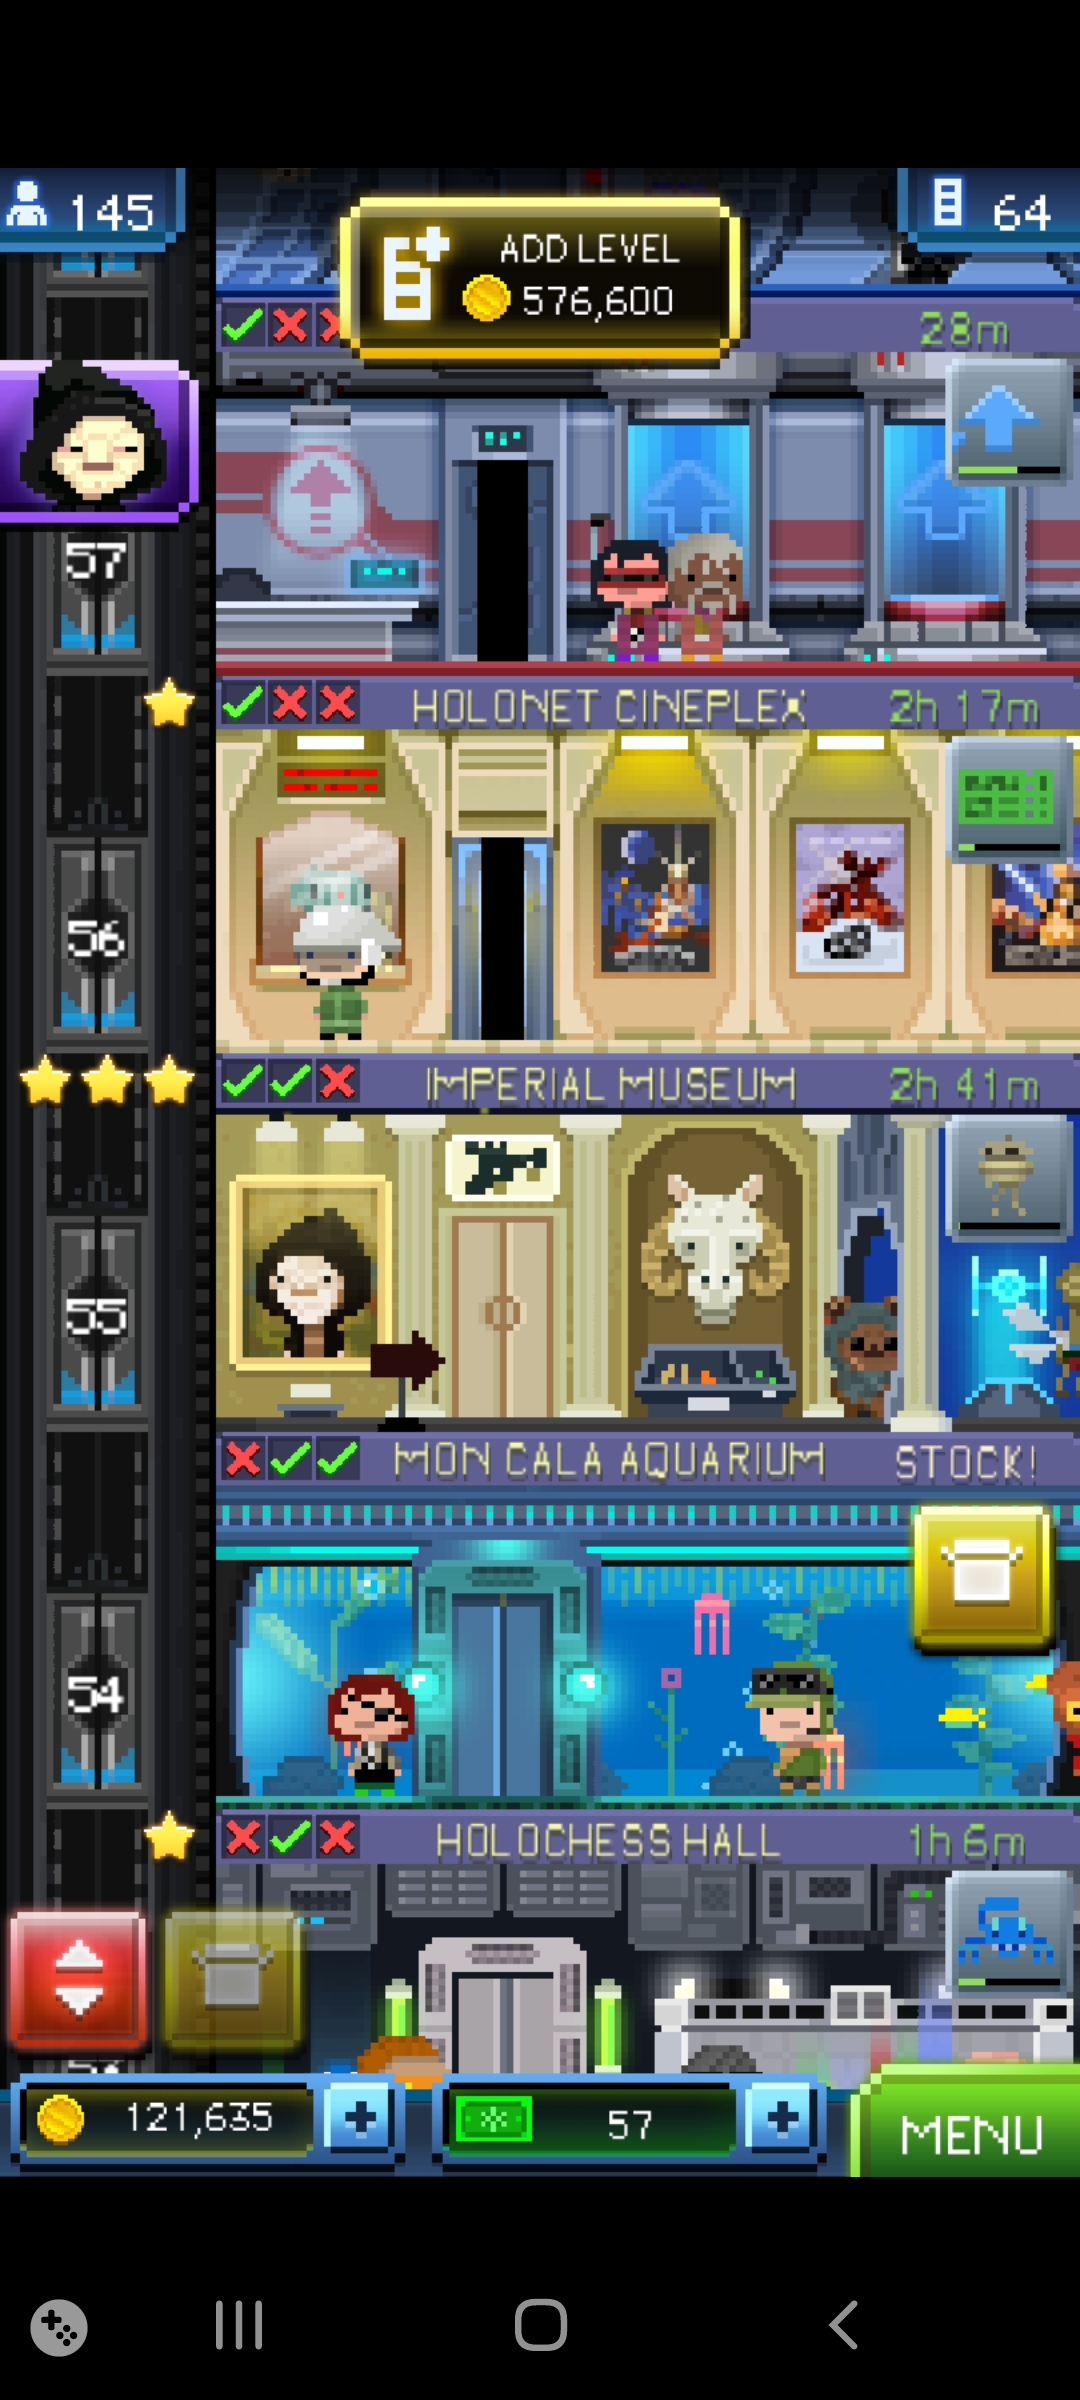 145
ADD LEVEL
576,600
64
28m
57
HOLONET CINEPLEX 2h 17m
56
IMPERIAL MUSEUM 2h 41m
55
MON CALA AQUARIUM STOCK!
54
HOLOCHESS HALL 1h 6m
121,635
57
MENU